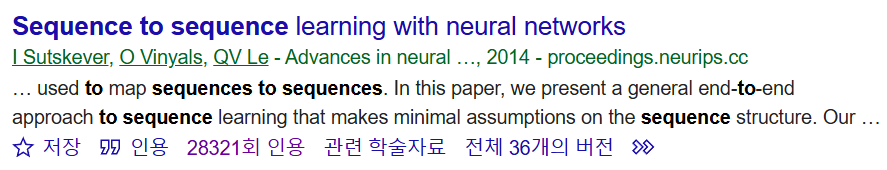 Sequence to sequence learning with neural networks
I Sutskever, O Vinyals, QV Le - Advances in neural …, 2014 - proceedings.neurips.cc
… used to map sequences to sequences. In this paper, we present a general end-to-end
approach to sequence learning that makes minimal assumptions on the sequence structure. Our …
저장 인용 28321회 인용 관련 학술자료 전체 36개의 버전